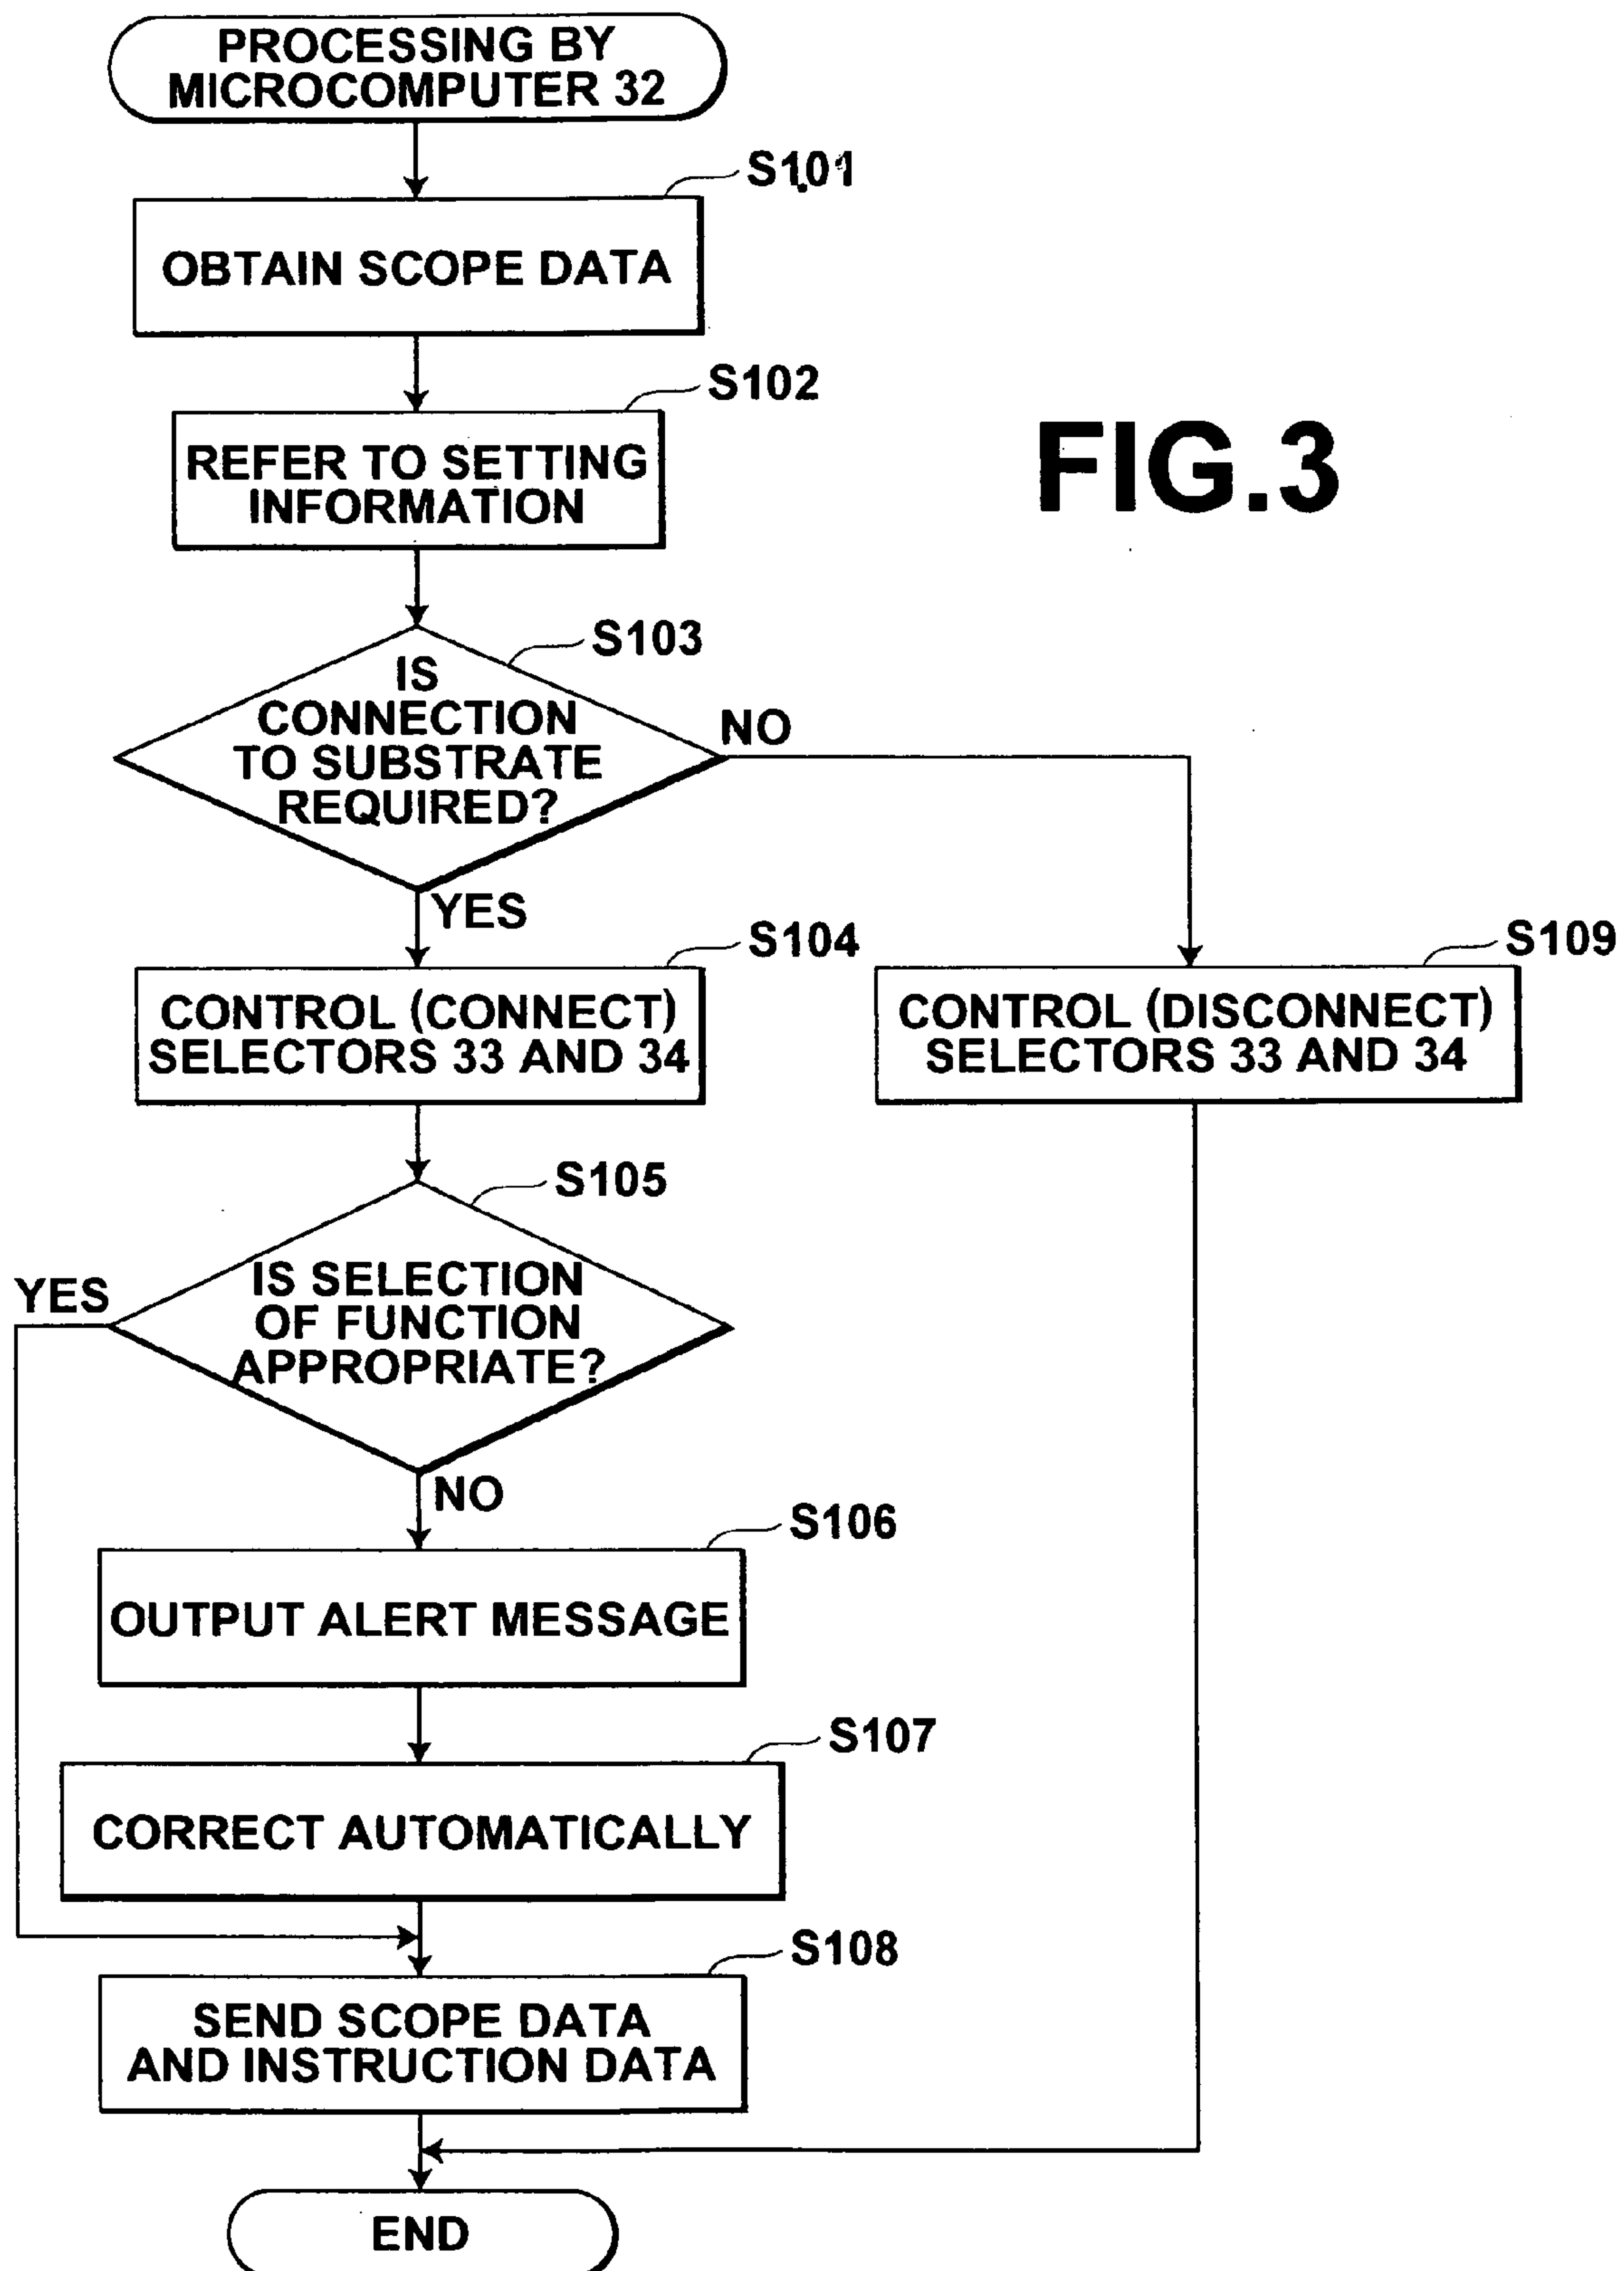 PROCESSING BY
MICROCOMPUTER 32
S101
OBTAIN SCOPE DATA
S102
REFER TO SETTING
INFORMATION
FIG.3
S103
IS
CONNECTION
TO SUBSTRATE
REQUIRED?
NO
YES
S104
CONTROL (CONNECT)
SELECTORS 33 AND 34
S109
CONTROL (DISCONNECT)
SELECTORS 33 AND 34
S105
IS SELECTION
OF FUNCTION
APPROPRIATE?
YES
NO
S106
OUTPUT ALERT MESSAGE
S107
CORRECT AUTOMATICALLY
S108
SEND SCOPE DATA
AND INSTRUCTION DATA
END